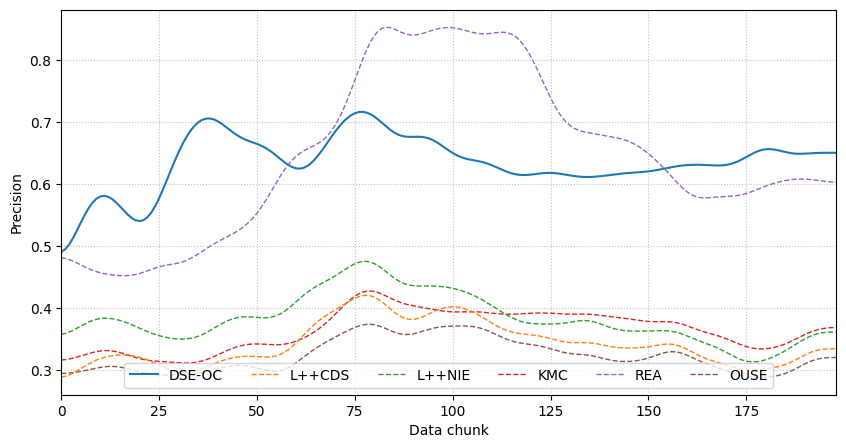 Precision
0.8
0.7
0.6
0.5
0.4
0.3
DSE-OC L++CDS L++NIE KMC REA OUSE
0 25 50 75 100 125 150 175
Data chunk